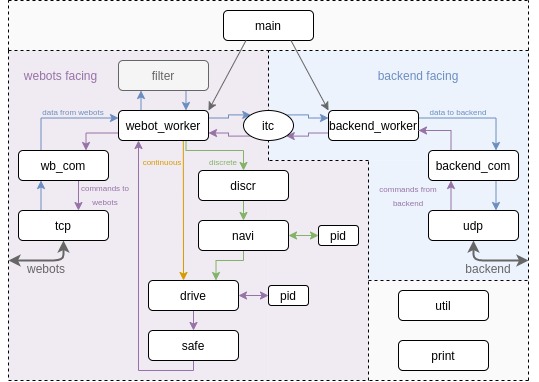 main
webots facing
backend facing
filter
data from webots
data to backend
webot_worker
itc
backend_worker
continuous
discrete
wb_com
backend_com
commands to
webots
discr
commands from
backend
tcp
navi
pid
udp
webots
backend
drive
pid
util
safe
print